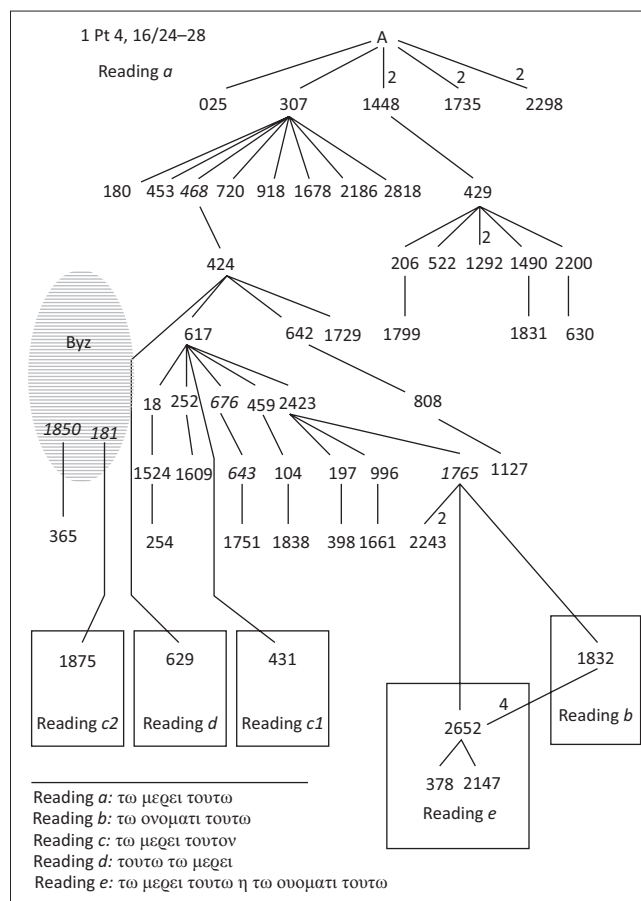 1 Pt 4, 16/24–28
A
Reading a
2 2 2
025 307 1448 1735 2298
180 453 468 720 918 1678 2186 2818 429
2
424 206 522 1292 1490 2200
Byz
617 642 1729 1799 1831 630
18 252 676 459 2423 808
1850 181
1524 1609 643 104 197 996 1765 1127
2
365 254 1751 1838 398 1661 2243
1875 629 431 1832
4
Reading c2 Reading d Reading c1 2652 Reading b
378 2147
Reading e
Reading a: τω μερει τουτω
Reading b: τω ονοματι τουτω
Reading c: τω μερει τουτον
Reading d: τουτω τω μερει
Reading e: τω μερει τουτω η τω ουοματι τουτω